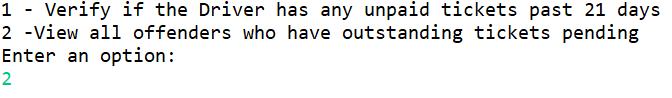 1 - Verify if the Driver has any unpaid tickets past 21 days
2 -View all offenders who have outstanding tickets pending
Enter an option:
2